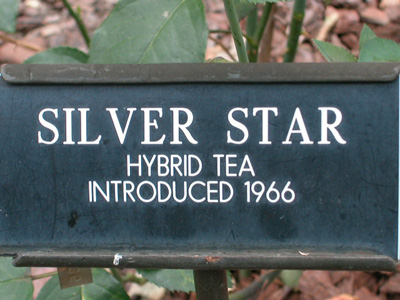 SILVER STAR
HYBRID TEA
INTRODUCED 1966